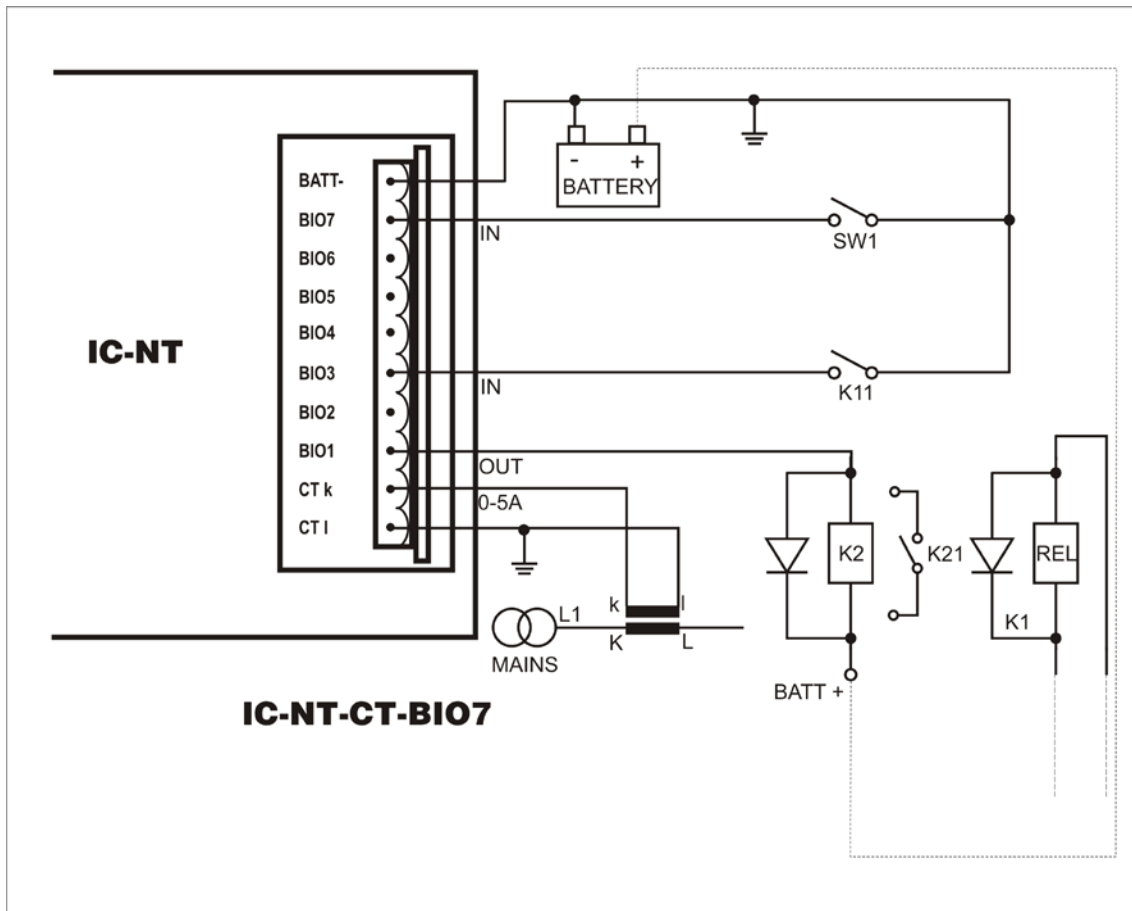 BATT-
BIO7
BIO6
BIO5
BIO4
BIO3
BIO2
BIO1
CT k
CT l
IC-NT
IN
IN
OUT
0-5A
- +
BATTERY
SW1
K11
K2
K21
REL
K1
k l
L1
K L
MAINS
BATT +
IC-NT-CT-BIO7